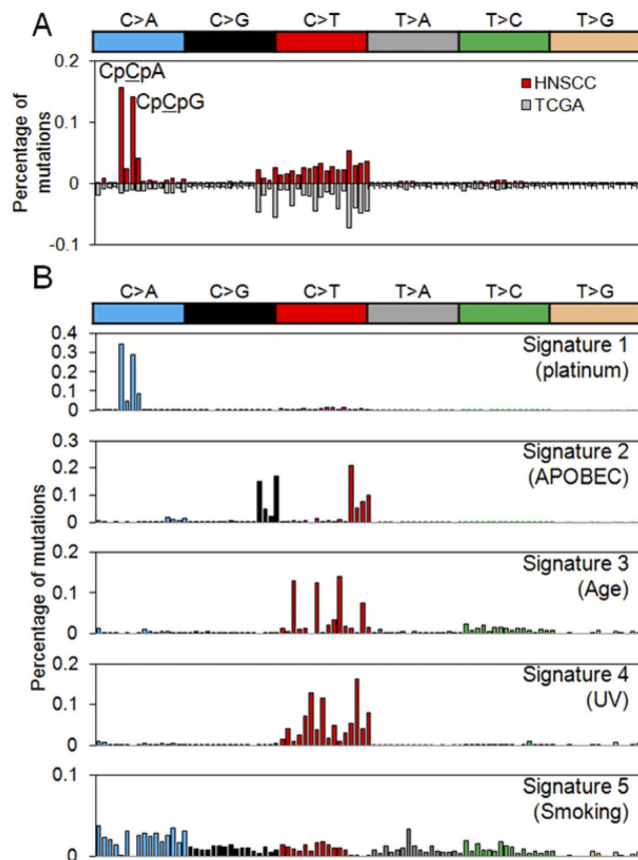 A
C>A C>G C>T T>A T>C T>G
0.2
CpCpA
CpCpG
HNSCC
TCGA
0.1
0
-0.1
Percentage of
mutations
B
C>A C>G C>T T>A T>C T>G
0.4
0.3
0.2
0.1
0
Signature 1
(platinum)
0.3
0.2
0.1
0
Signature 2
(APOBEC)
0.2
0.1
0
Signature 3
(Age)
0.2
0.1
0
Signature 4
(UV)
0.1
0
Signature 5
(Smoking)
Percentage of mutations